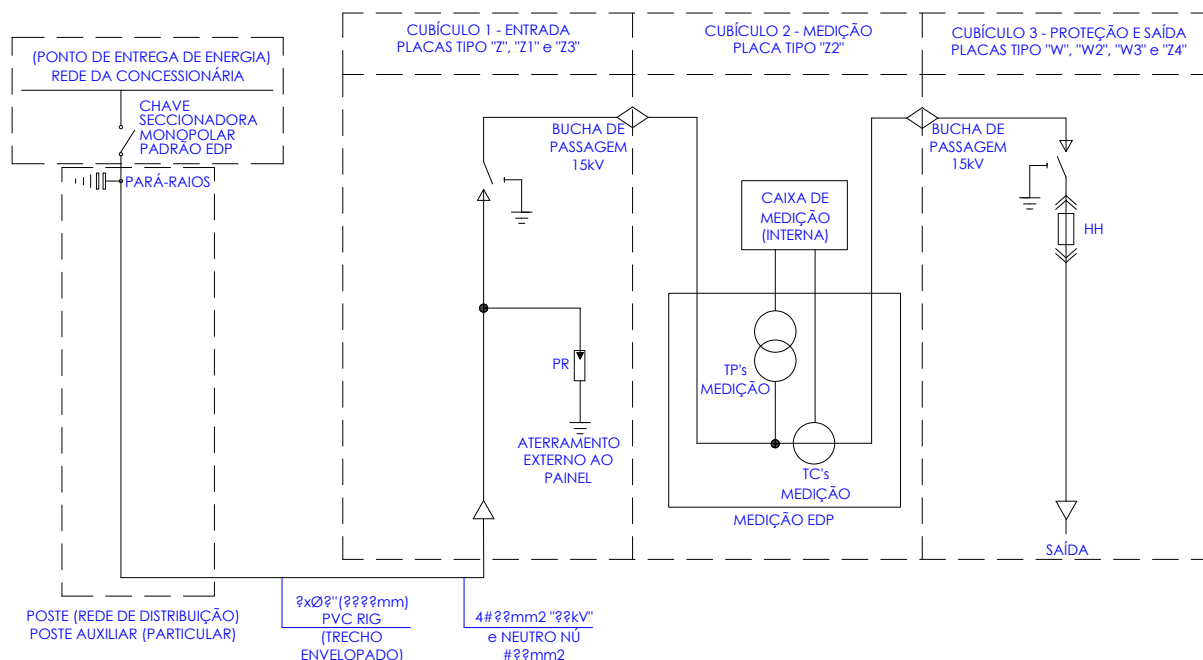 (PONTO DE ENTREGA DE ENERGIA)
REDE DA CONCESSIONÁRIA
CHAVE
SECCIONADORA
MONOPOLAR
PADRÃO EDP
PARÁ-RAIOS
POSTE (REDE DE DISTRIBUIÇÃO)
POSTE AUXILIAR (PARTICULAR)
?xØ?"(????mm)
PVC RIG
(TRECHO
ENVELOPADO)
4#??mm2 "??kV"
e NEUTRO NÚ
#??mm2
CUBÍCULO 1 - ENTRADA
PLACAS TIPO "Z", "Z1" e "Z3"
BUCHA DE
PASSAGEM
15kV
PR
ATERRAMENTO
EXTERNO AO
PAINEL
CUBÍCULO 2 - MEDIÇÃO
PLACA TIPO "Z2"
CAIXA DE
MEDIÇÃO
(INTERNA)
TP's
MEDIÇÃO
TC's
MEDIÇÃO
MEDIÇÃO EDP
CUBÍCULO 3 - PROTEÇÃO E SAÍDA
PLACAS TIPO "W", "W2", "W3" e "Z4"
BUCHA DE
PASSAGEM
15kV
HH
SAÍDA